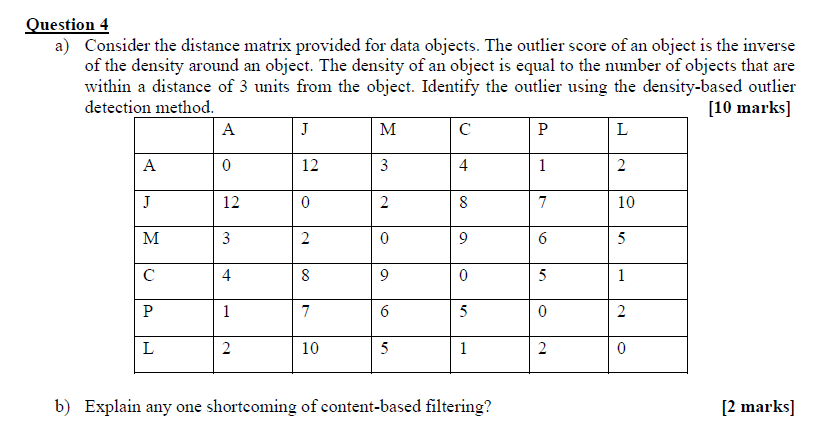 Question 4
a) Consider the distance matrix provided for data objects. The outlier score of an object is the inverse
of the density around an object. The density of an object is equal to the number of objects that are
within a distance of 3 units from the object. Identify the outlier using the density-based outlier
detection method. [10 marks]
A J M C P L
A 0 12 3 4 1 2
J 12 0 2 8 7 10
M 3 2 0 9 6 5
C 4 8 9 0 5 1
P 1 7 6 5 0 2
L 2 10 5 1 2 0
b) Explain any one shortcoming of content-based filtering? [2 marks]